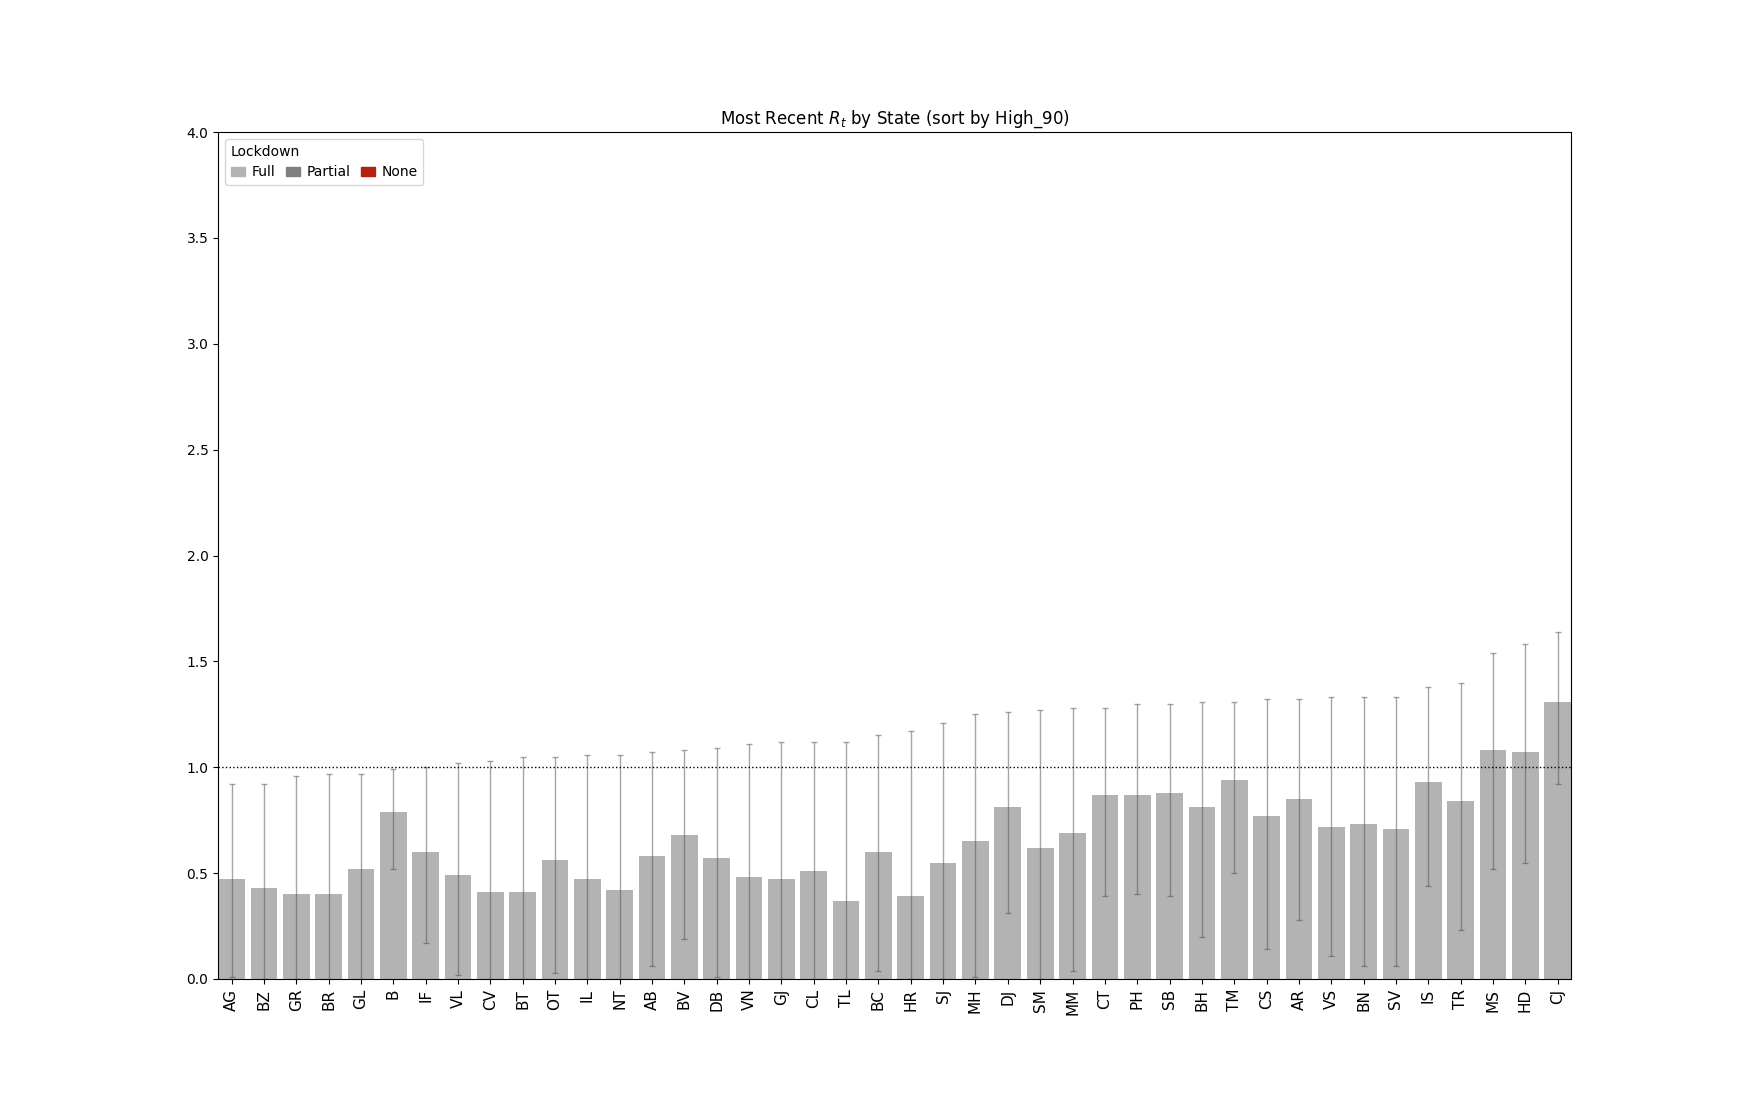 Most Recent Rt by State (sort by High_90)
4.0
Lockdown
Full Partial None
3.5
3.0
2.5
2.0
1.5
1.0
0.5
0.0
AG BZ GR BR GL B IF VL CV BT OT IL NT AB BV DB VN GJ CL TL BC HR SJ MH DJ SM MM CT PH SB BH TM CS AR VS BN SV IS TR MS HD CJ